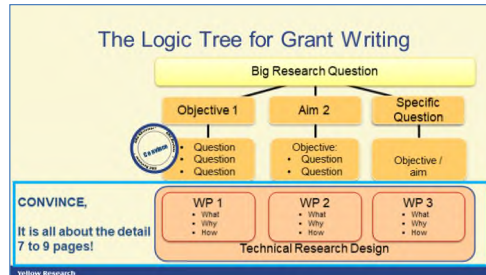 The Logic Tree for Grant Writing
Big Research Question
Objective 1
Aim 2
Specific
Question
Convince
• Question
• Question
• Question
Objective:
• Question
• Question
Objective /
aim
CONVINCE,
It is all about the detail
7 to 9 pages!
WP 1
• What
• Why
• How
WP 2
• What
• Why
• How
WP 3
• What
• Why
• How
Technical Research Design
Yellow Research